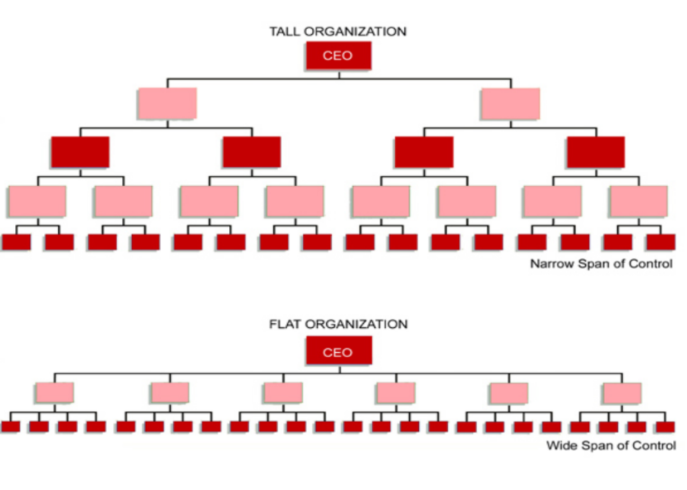 TALL ORGANIZATION
CEO
Narrow Span of Control
FLAT ORGANIZATION
CEO
Wide Span of Control